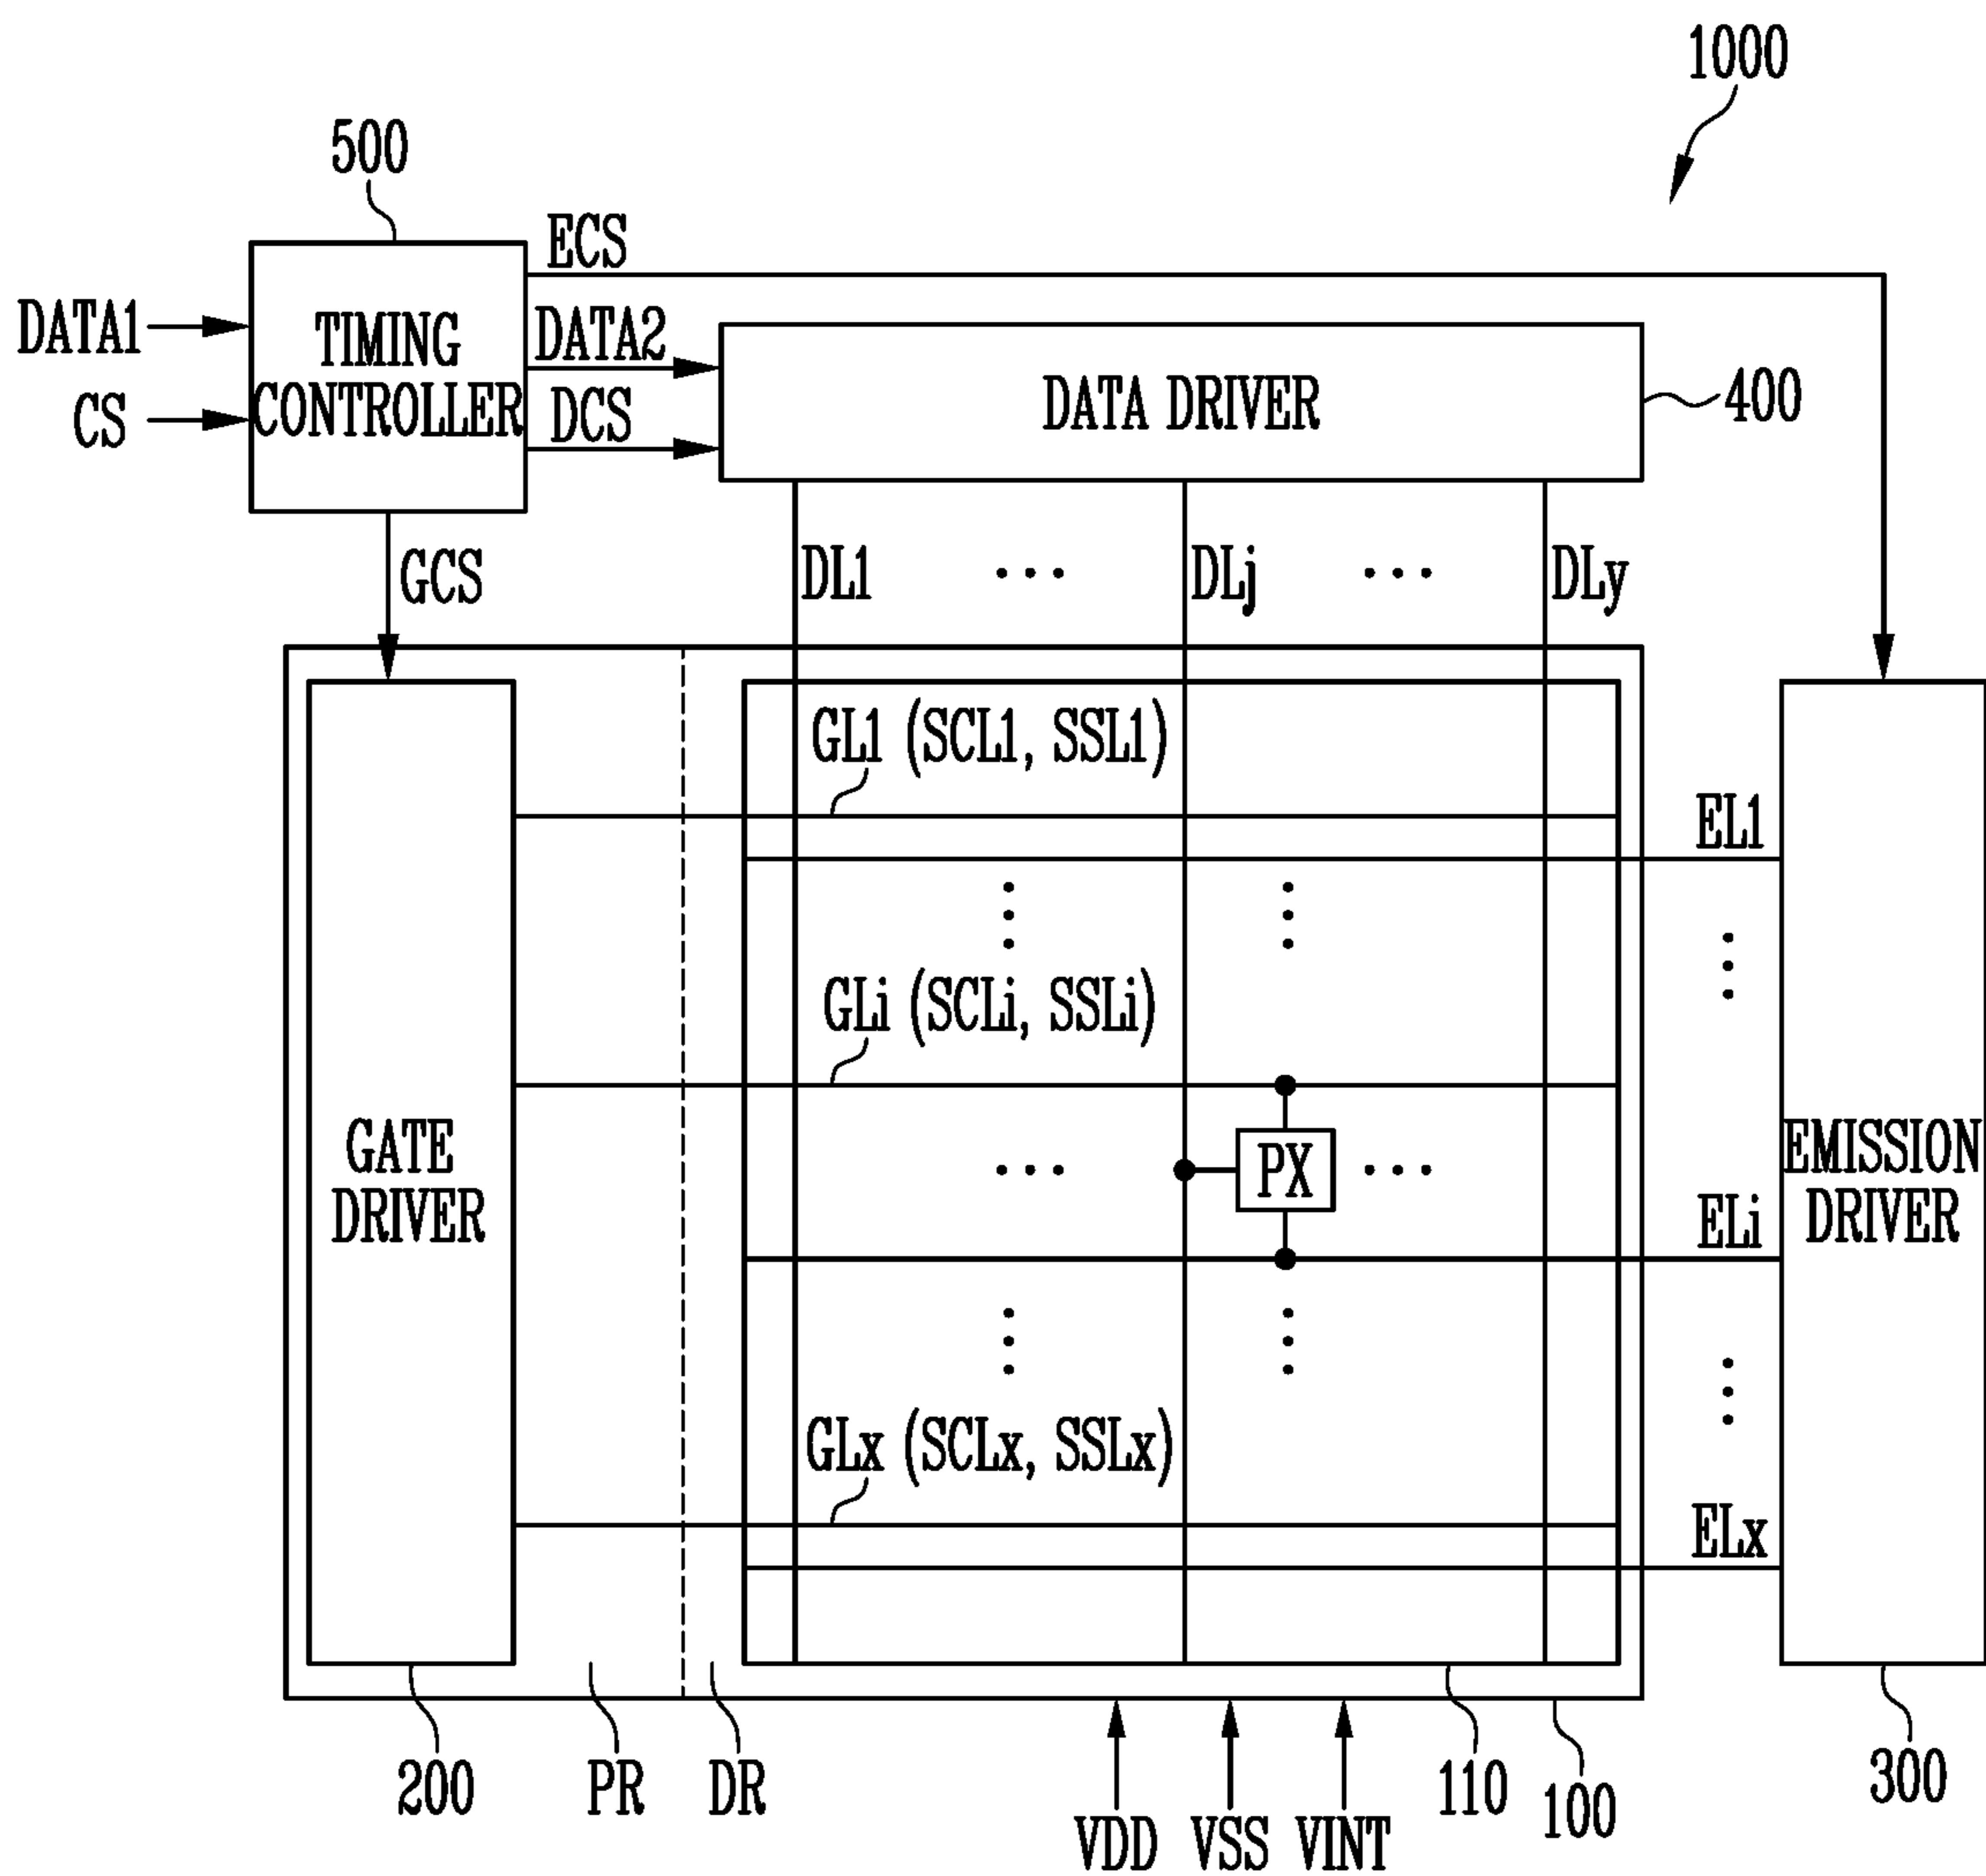 1000
500
ECS
DATA1
TIMING
CONTROLLER
DATA2
CS
DCS
DATA DRIVER
400
GCS
DL1
...
DLj
...
DLy
GL1 (SCL1, SSL1)
EL1
GLi (SCLi, SSLi)
GATE
DRIVER
...
PX
...
EMISSION
DRIVER
ELi
GLx (SCLx, SSLx)
ELx
200
PR
DR
VDD
VSS
VINT
110
100
300